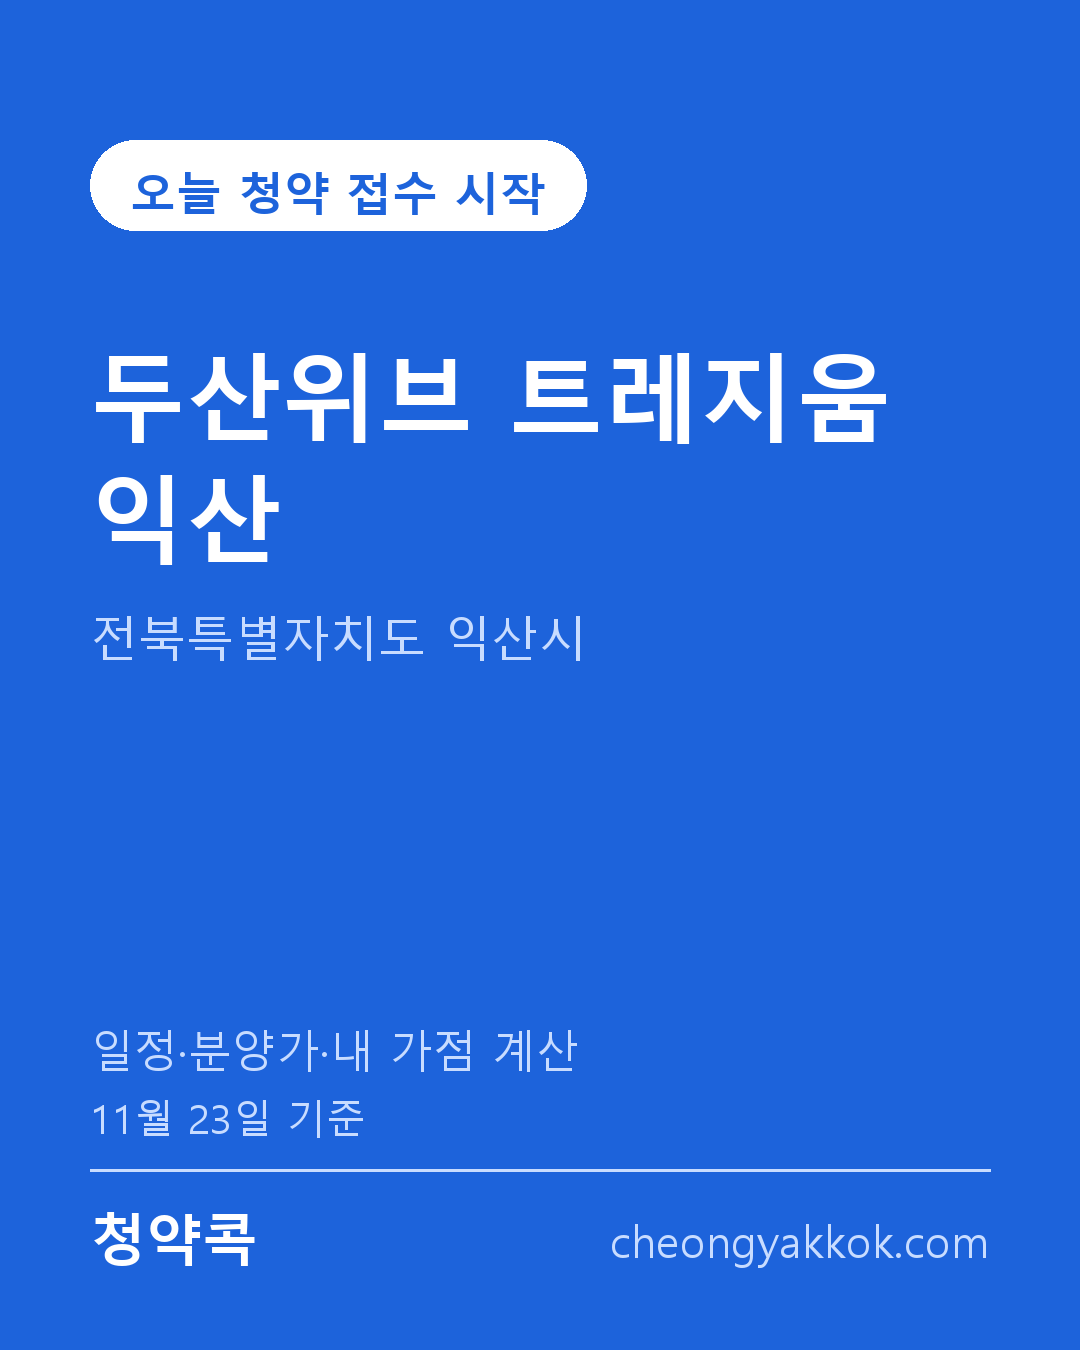 오늘 청약 접수 시작
두산위브 트레지움
익산
전북특별자치도 익산시
일정·분양가·내 가점 계산
11월 23일 기준
청약콕
cheongyakkok.com